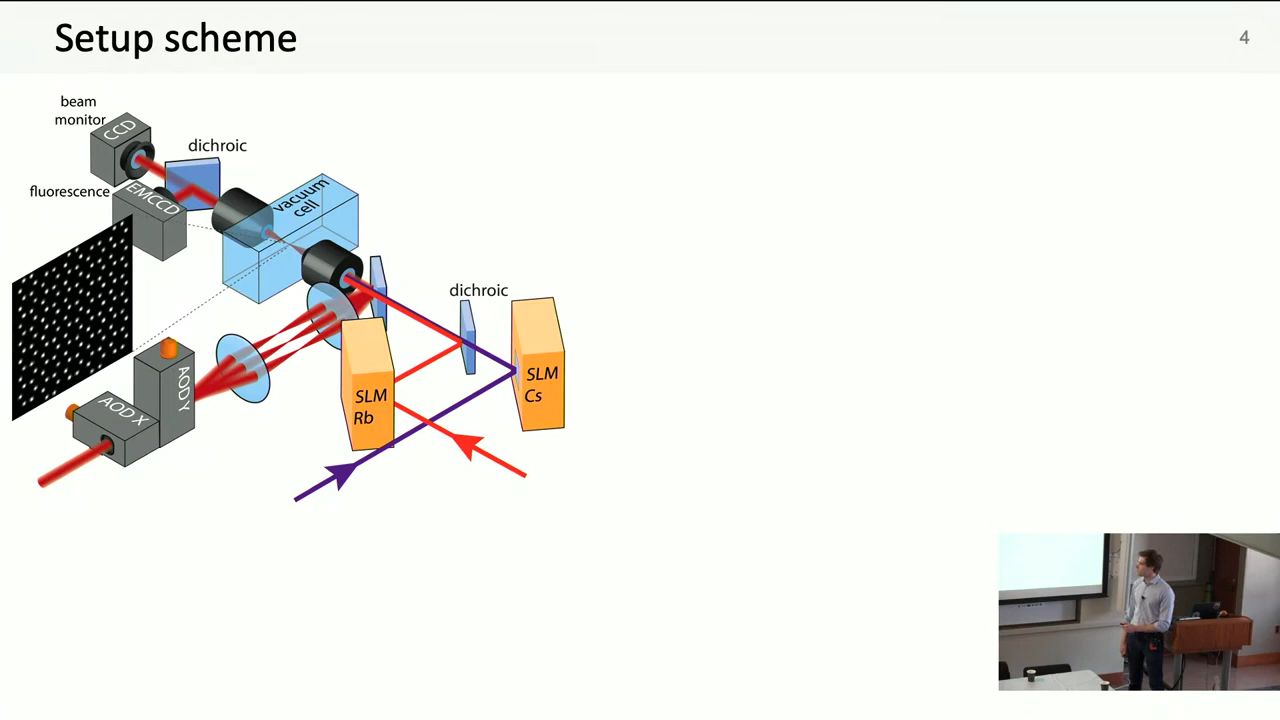 Setup scheme
4
beam
monitor
CCD
dichroic
fluorescence
EMCCD
vacuum
cell
dichroic
SLM
Cs
SLM
Rb
AOD Y
AOD X